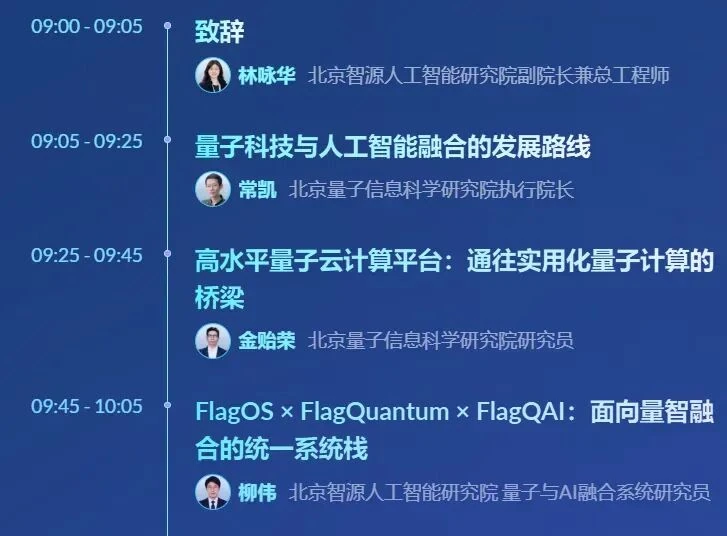 09:00 - 09:05 致辞
林咏华 北京智源人工智能研究院副院长兼总工程师
09:05 - 09:25 量子科技与人工智能融合的发展路线
常凯 北京量子信息科学研究院执行院长
09:25 - 09:45 高水平量子云计算平台：通往实用化量子计算的
桥梁
金贻荣 北京量子信息科学研究院研究员
09:45 - 10:05 FlagOS × FlagQuantum × FlagQAI：面向量智融
合的统一系统栈
柳伟 北京智源人工智能研究院 量子与AI融合系统研究员